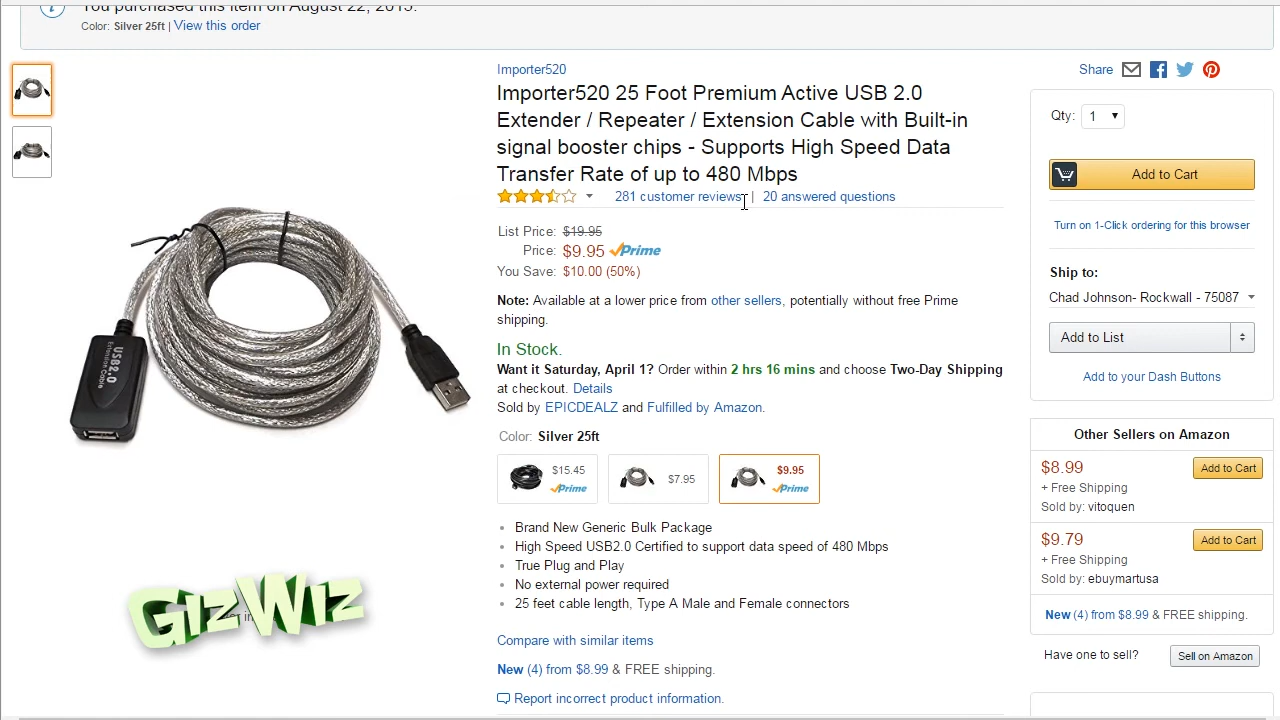 You purchased this item on August 22, 2015.
Color: Silver 25ft | View this order
Importer520
Importer520 25 Foot Premium Active USB 2.0
Extender / Repeater / Extension Cable with Built-in
signal booster chips - Supports High Speed Data
Transfer Rate of up to 480 Mbps
281 customer reviews | 20 answered questions
List Price: $19.95
Price: $9.95 Prime
You Save: $10.00 (50%)
Note: Available at a lower price from other sellers, potentially without free Prime
shipping.
In Stock.
Want it Saturday, April 1? Order within 2 hrs 16 mins and choose Two-Day Shipping
at checkout. Details
Sold by EPICDEALZ and Fulfilled by Amazon.
Color: Silver 25ft
$15.45
Prime
$7.95
$9.95
Prime
Brand New Generic Bulk Package
High Speed USB2.0 Certified to support data speed of 480 Mbps
True Plug and Play
No external power required
25 feet cable length, Type A Male and Female connectors
Compare with similar items
New (4) from $8.99 & FREE shipping.
Report incorrect product information.
USB2.0
Extension Cable
GizWiz
Share
Qty: 1
Add to Cart
Turn on 1-Click ordering for this browser
Ship to:
Chad Johnson- Rockwall - 75087
Add to List
Add to your Dash Buttons
Other Sellers on Amazon
$8.99
Add to Cart
+ Free Shipping
Sold by: vitoquen
$9.79
Add to Cart
+ Free Shipping
Sold by: ebuymartusa
New (4) from $8.99 & FREE shipping.
Have one to sell?
Sell on Amazon